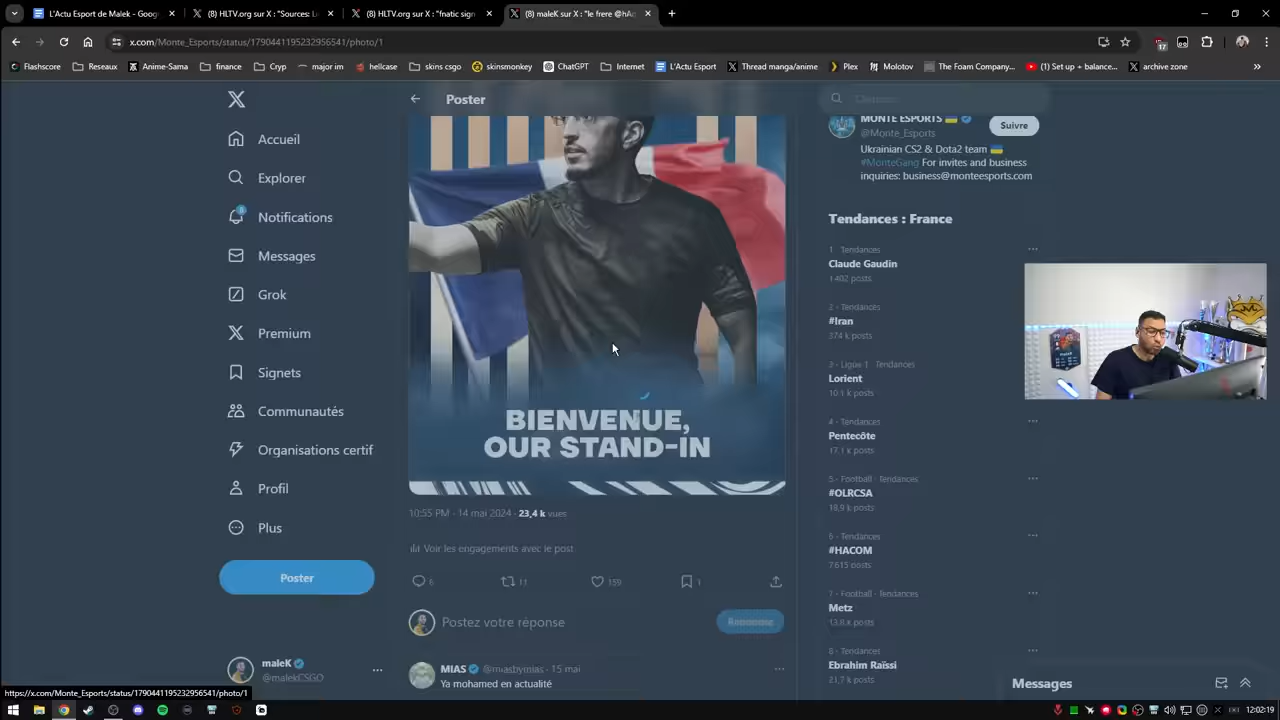 L'Actu Esport de Malek - Goog
(8) HLTV.org sur X : "Sources: L
(8) HLTV.org sur X : "fnatic sig
(8) maleK sur X : "le frere @hA
x.com/Monte_Esports/status/1790441195232956541/photo/1
Flashscore
Reseaux
Anime-Sama
finance
Cryp
major im
hellcase
skins csgo
skinsmonkey
ChatGPT
Internet
L'Actu Esport
Thread manga/anime
Plex
Molotov
The Foam Company...
(1) Set up + balance...
archive zone
Accueil
Explorer
Notifications
Messages
Grok
Premium
Signets
Communautés
Organisations certif
Profil
Plus
Poster
maleK
@malekCSGO
https://x.com/Monte_Esports/status/1790441195232956541/photo/1
Poster
BIENVENUE,
OUR STAND-IN
10:55 PM · 14 mai 2024 · 23,4 k vues
Voir les engagements avec le post
6
11
159
1
Postez votre réponse
Répondre
MIAS @miasbymias · 15 mai
Ya mohamed en actualité
MONTE ESPORTS
@Monte_Esports
Suivre
Ukrainian CS2 & Dota2 team
#MonteGang For invites and business
inquiries: business@monteesports.com
Tendances : France
1 · Tendances
Claude Gaudin
1 402 posts
2 · Tendances
#Iran
374 k posts
3 · Ligue 1 · Tendances
Lorient
10,1 k posts
4 · Tendances
Pentecôte
17,1 k posts
5 · Football · Tendances
#OLRCSA
18,9 k posts
6 · Tendances
#HACOM
7 615 posts
7 · Football · Tendances
Metz
13,8 k posts
8 · Tendances
Ebrahim Raïssi
21,7 k posts
Messages
12:02:19